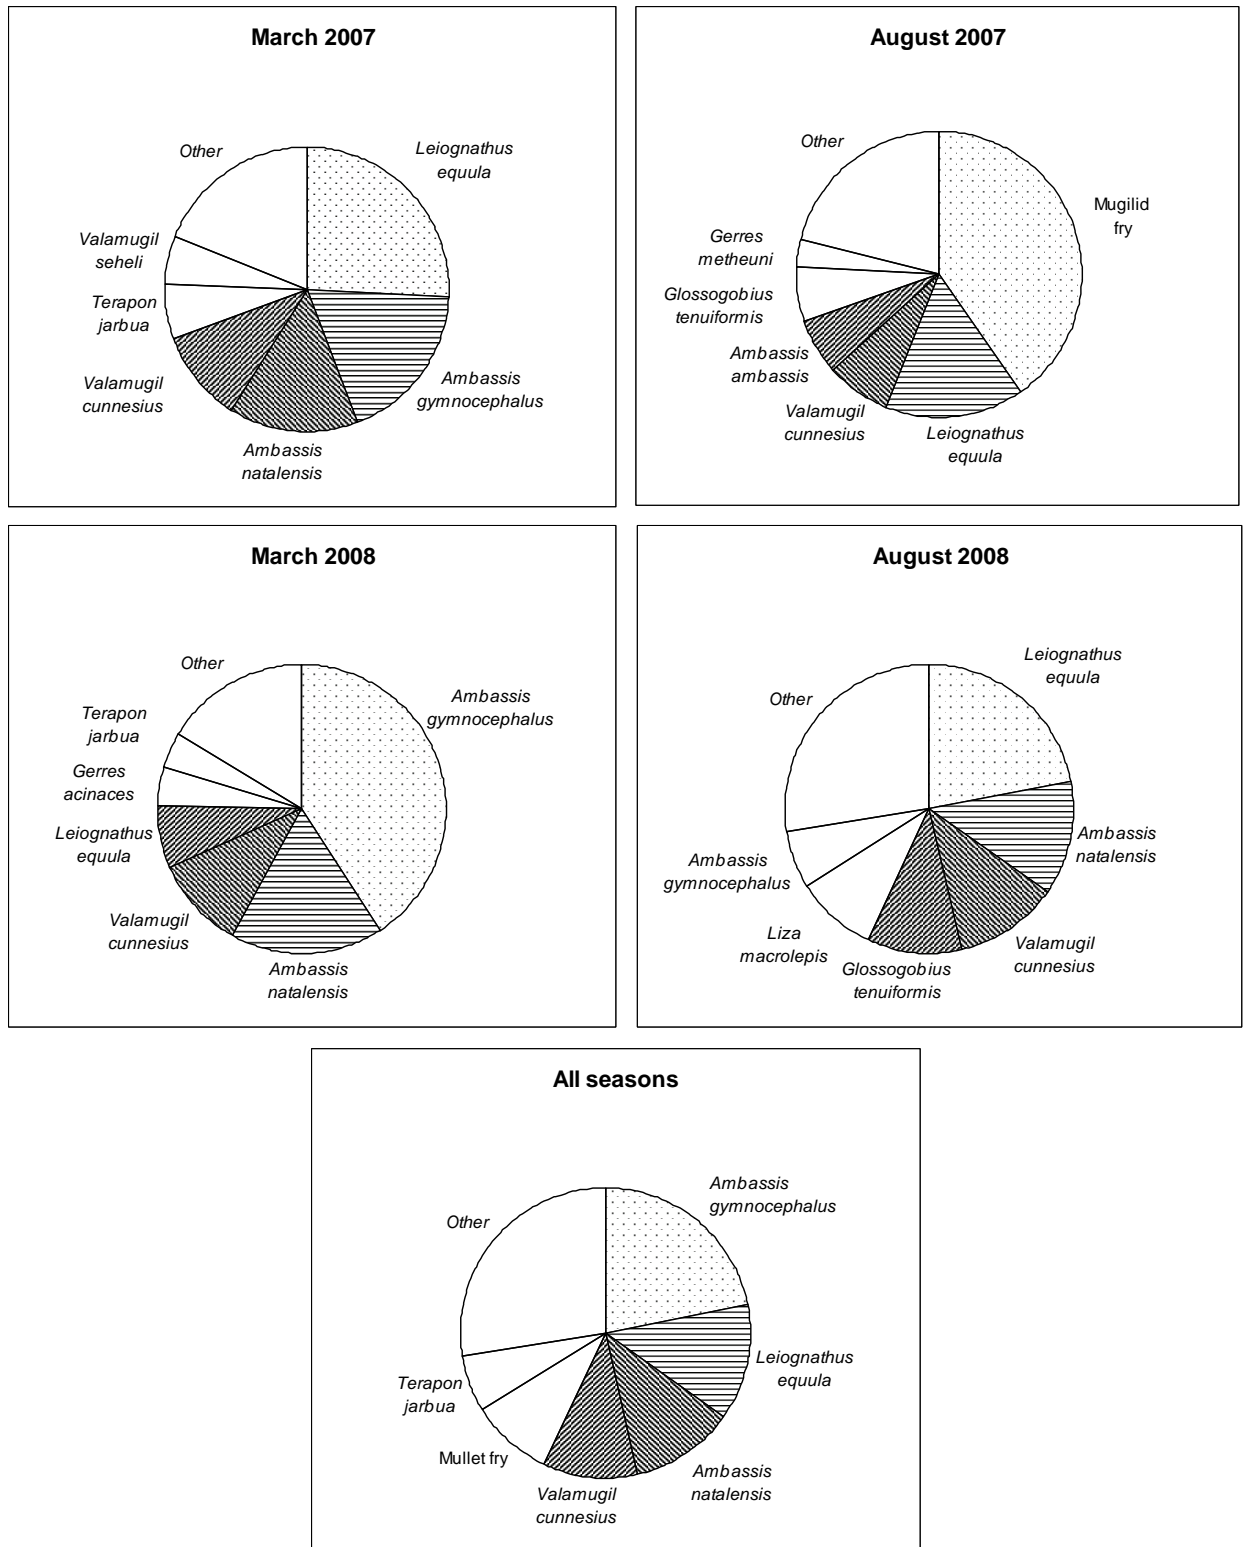 March 2007
Other
Leiognathus
equula
Valamugil
seheli
Terapon
jarbua
Valamugil
cunnesius
Ambassis
gymnocephalus
Ambassis
natalensis
August 2007
Other
Mugilid
fry
Gerres
metheuni
Glossogobius
tenuiformis
Ambassis
ambassis
Valamugil
cunnesius
Leiognathus
equula
March 2008
Other
Ambassis
gymnocephalus
Terapon
jarbua
Gerres
acinaces
Leiognathus
equula
Valamugil
cunnesius
Ambassis
natalensis
August 2008
Leiognathus
equula
Other
Ambassis
natalensis
Ambassis
gymnocephalus
Liza
macrolepis
Glossogobius
tenuiformis
Valamugil
cunnesius
All seasons
Ambassis
gymnocephalus
Other
Leiognathus
equula
Terapon
jarbua
Mullet fry
Valamugil
cunnesius
Ambassis
natalensis